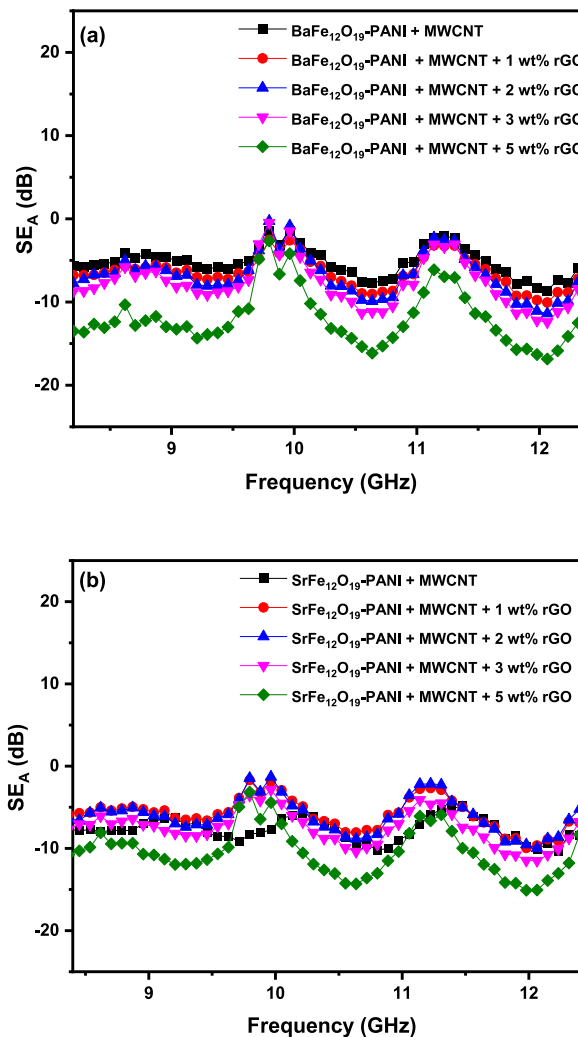 (a)
BaFe₁₂O₁₉-PANI + MWCNT
BaFe₁₂O₁₉-PANI + MWCNT + 1 wt% rGO
BaFe₁₂O₁₉-PANI + MWCNT + 2 wt% rGO
BaFe₁₂O₁₉-PANI + MWCNT + 3 wt% rGO
BaFe₁₂O₁₉-PANI + MWCNT + 5 wt% rGO
20
10
0
-10
-20
SE_A (dB)
9
10
11
12
Frequency (GHz)
(b)
SrFe₁₂O₁₉-PANI + MWCNT
SrFe₁₂O₁₉-PANI + MWCNT + 1 wt% rGO
SrFe₁₂O₁₉-PANI + MWCNT + 2 wt% rGO
SrFe₁₂O₁₉-PANI + MWCNT + 3 wt% rGO
SrFe₁₂O₁₉-PANI + MWCNT + 5 wt% rGO
20
10
0
-10
-20
SE_A (dB)
9
10
11
12
Frequency (GHz)